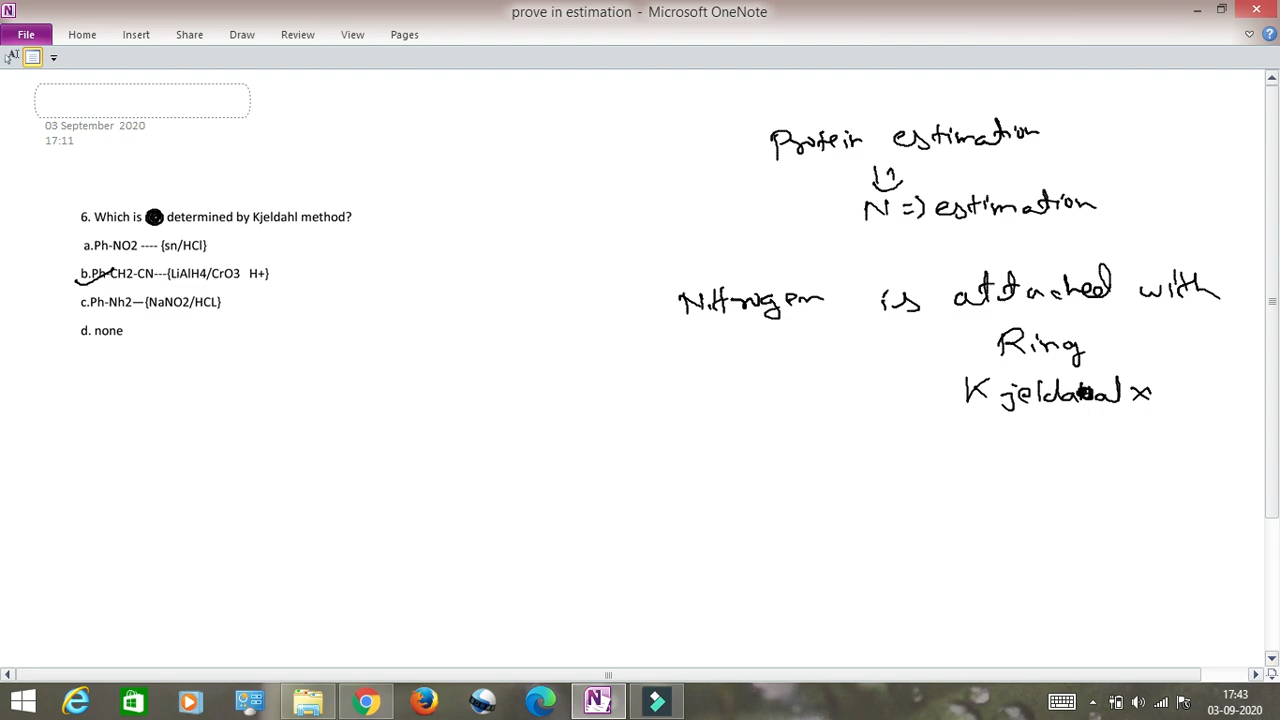 prove in estimation - Microsoft OneNote
File Home Insert Share Draw Review View Pages
03 September 2020
17:11
6. Which is determined by Kjeldahl method?
a.Ph-NO2 ---- {sn/HCl}
b.Ph-CH2-CN---{LiAlH4/CrO3 H+}
c.Ph-Nh2—{NaNO2/HCL}
d. none
Protein estimation
N => estimation
Nitrogen is attached with
Ring
Kjeldahal x
17:43
03-09-2020